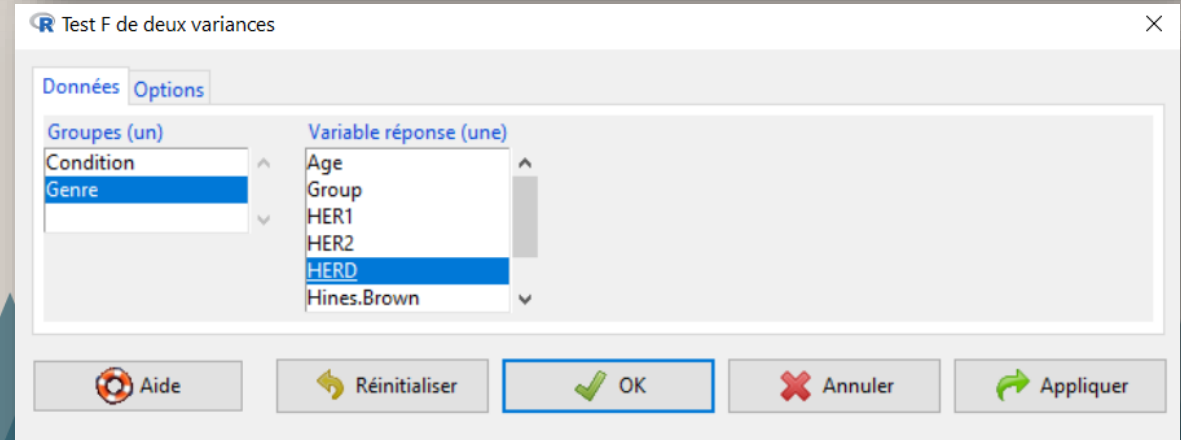 R Test F de deux variances
Données Options
Groupes (un)
Condition
Genre
Variable réponse (une)
Age
Group
HER1
HER2
HERD
Hines.Brown
Aide Réinitialiser OK Annuler Appliquer